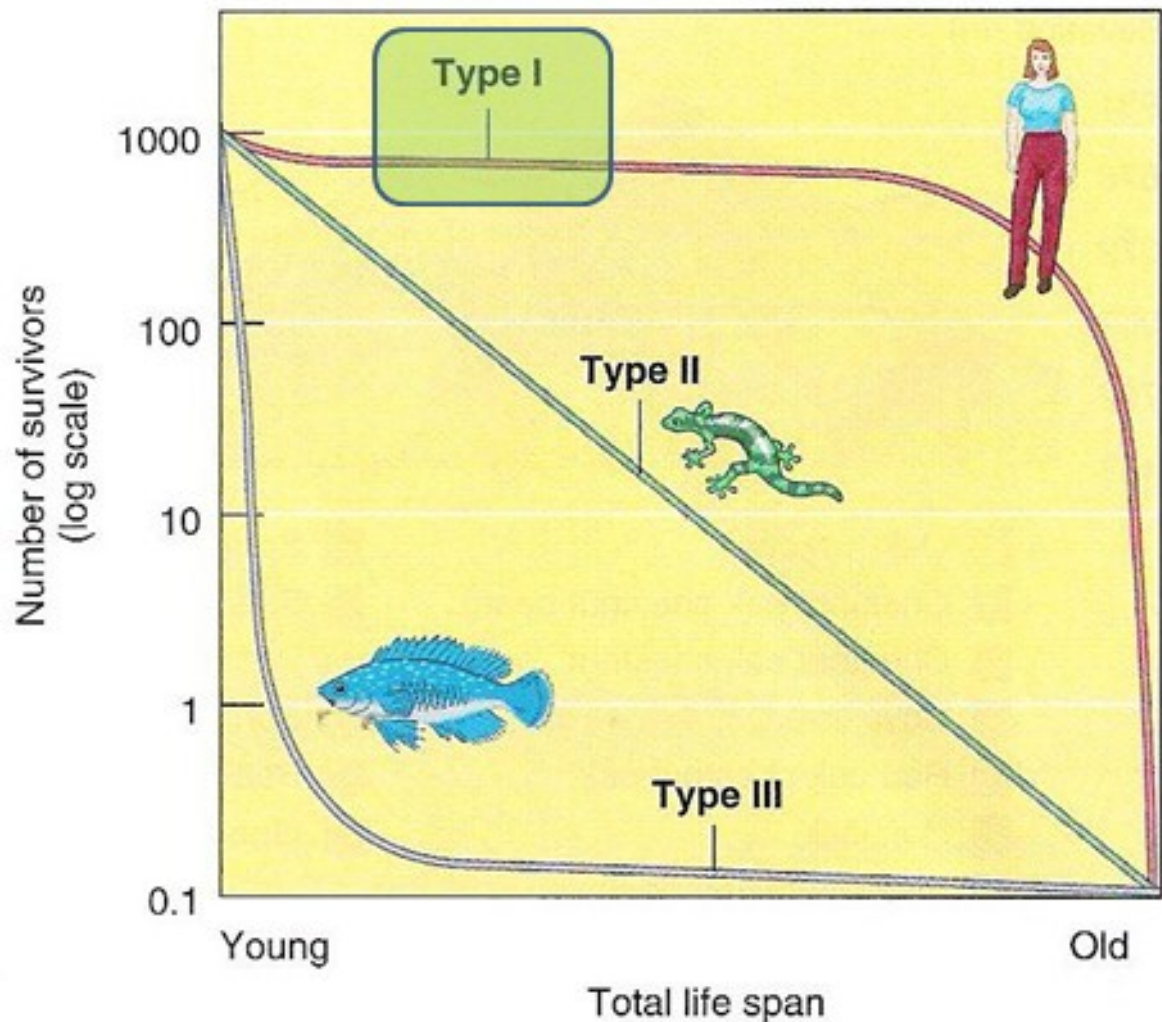 Type I
1000
100
Type II
10
1
Type III
0.1
Number of survivors
(log scale)
Young
Old
Total life span